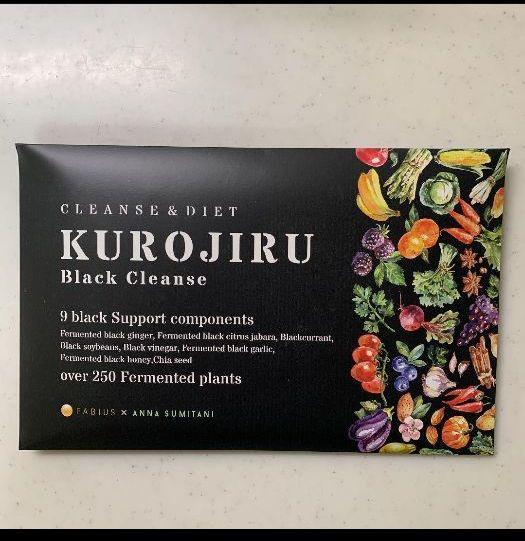 CLEANSE & DIET
KUROJIRU
Black Cleanse
9 black Support components
Fermented black ginger, Fermented black citrus jabara, Blackcurrant,
Black soybeans, Black vinegar, Fermented black garlic,
Fermented black honey,Chia seed
over 250 Fermented plants
FABIUS × ANNA SUMITANI